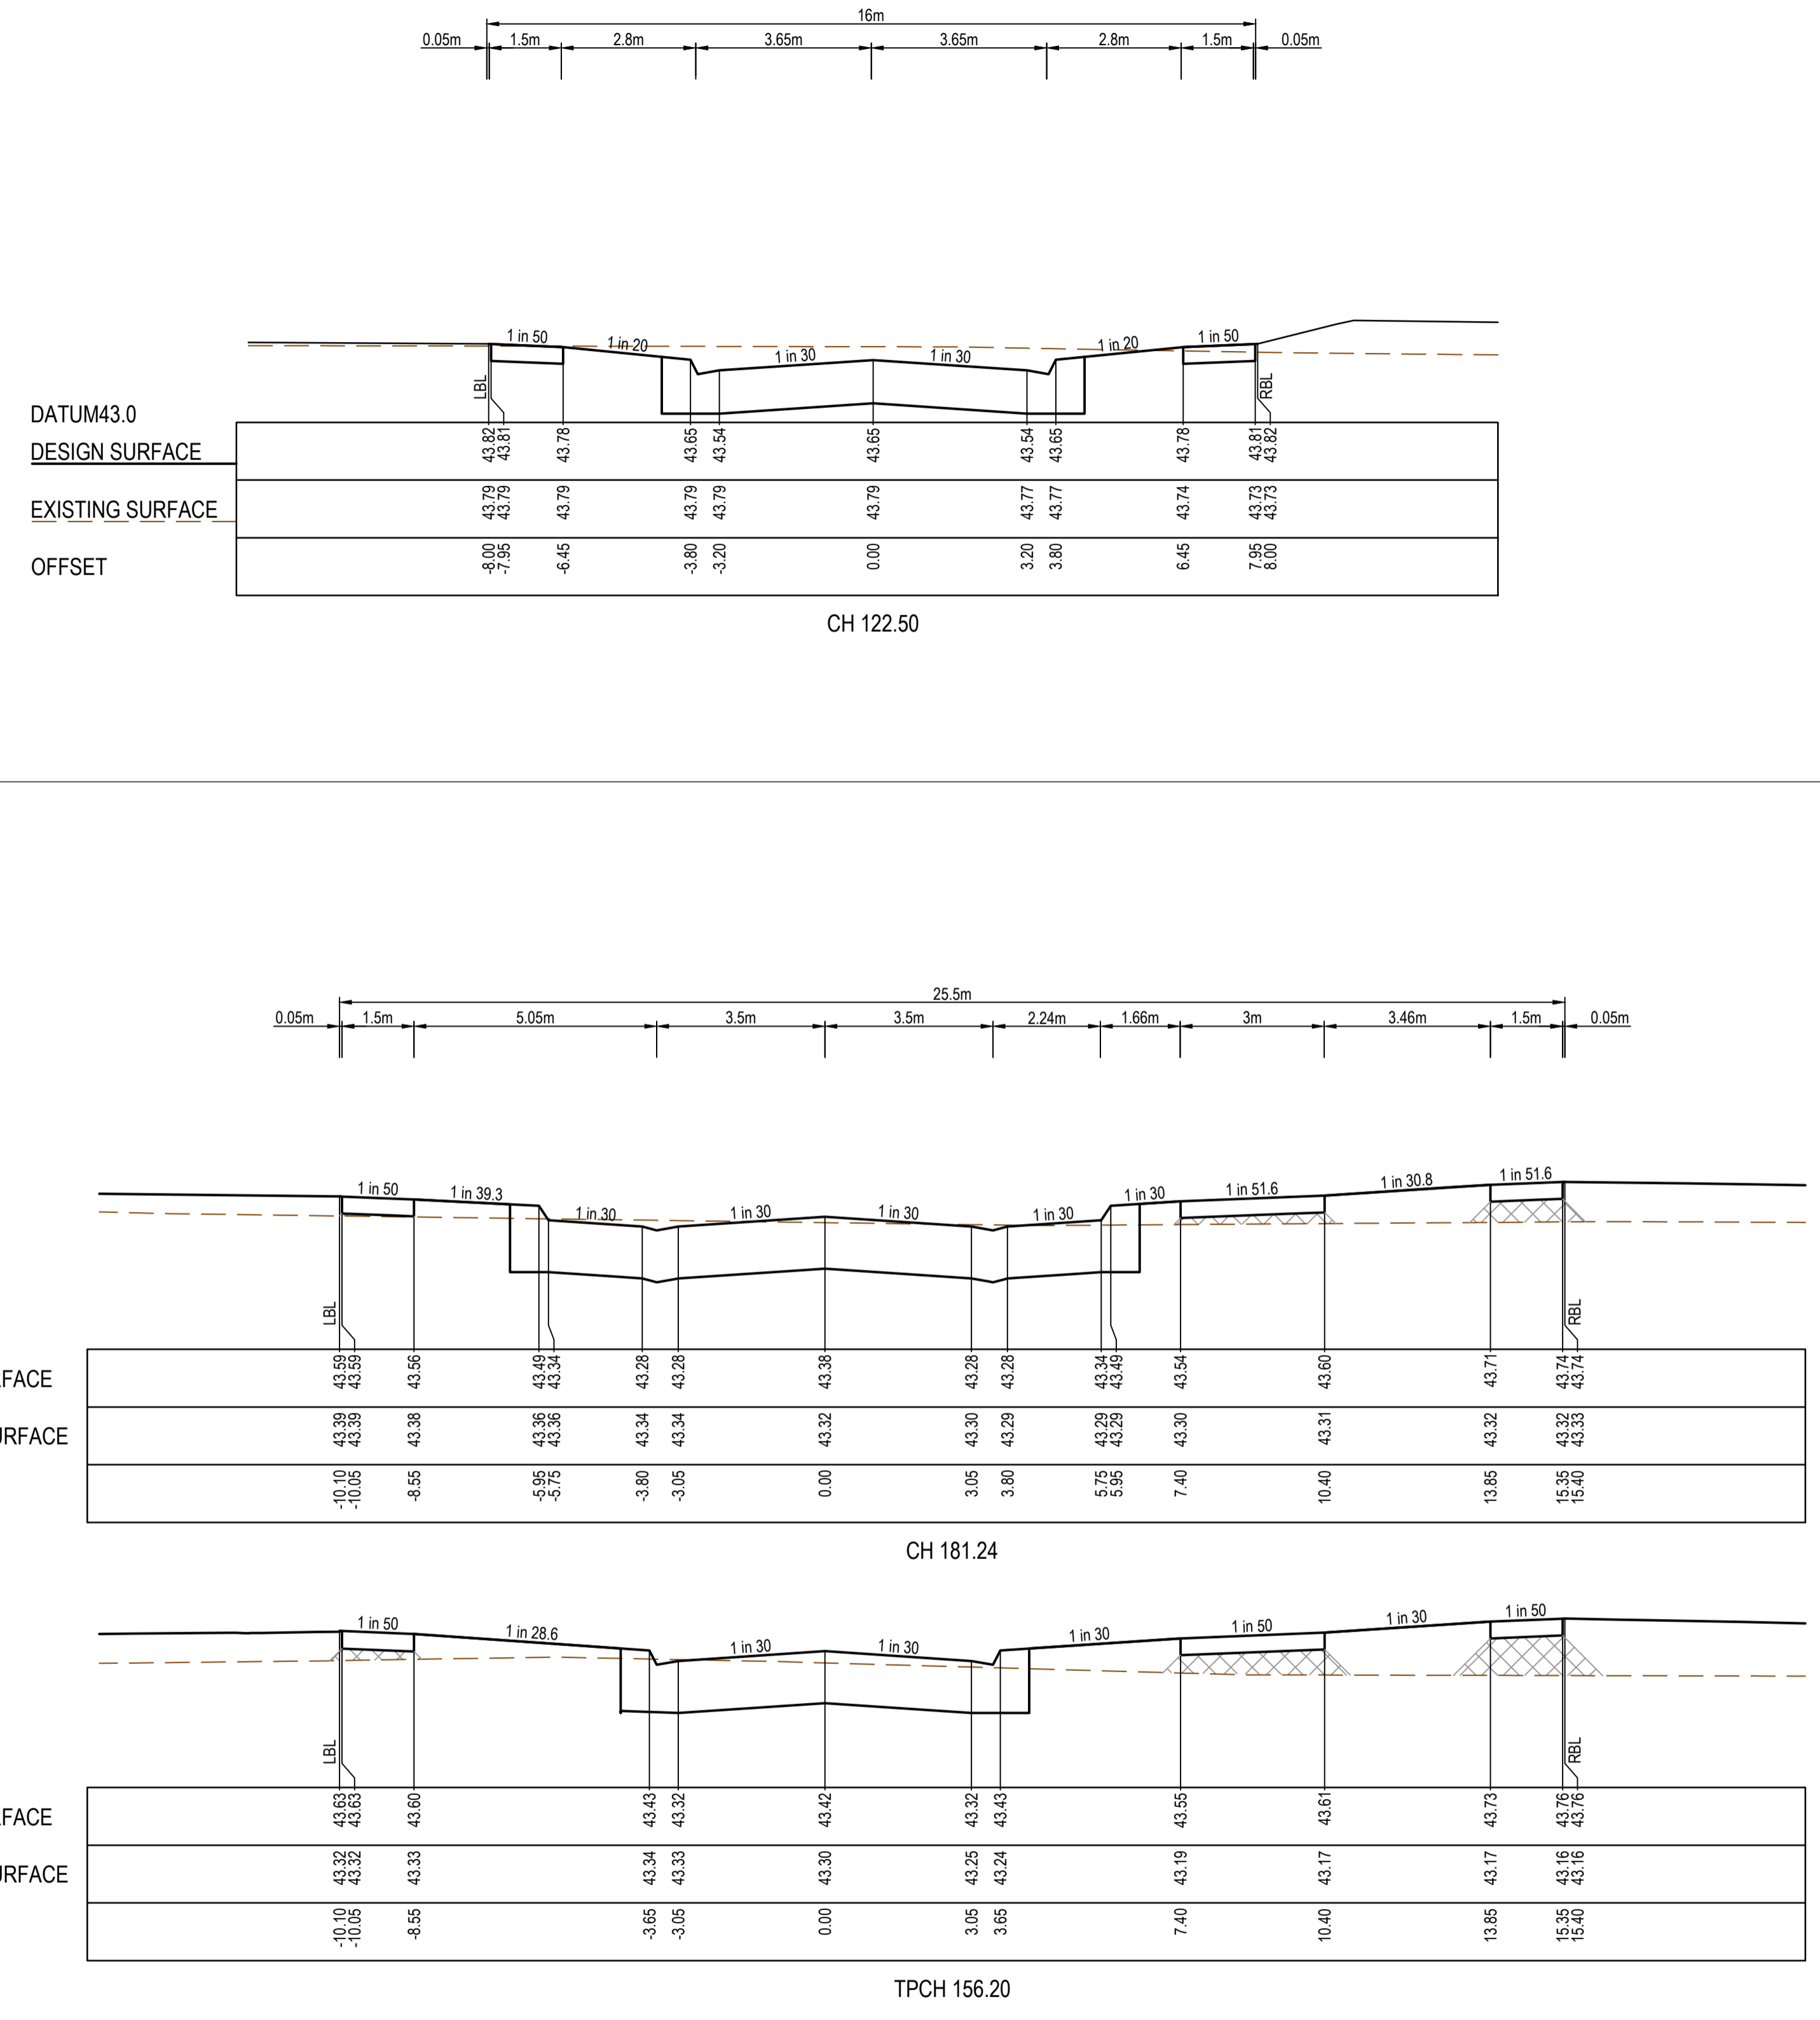 16m
0.05m 1.5m 2.8m 3.65m 3.65m 2.8m 1.5m 0.05m
1 in 50 1 in 20 1 in 30 1 in 30 1 in 20 1 in 50
LBL RBL
DATUM43.0
DESIGN SURFACE 43.82 43.81 43.78 43.65 43.54 43.65 43.54 43.65 43.78 43.81 43.82
EXISTING SURFACE 43.79 43.79 43.79 43.79 43.79 43.79 43.77 43.77 43.74 43.73 43.73
OFFSET -8.00 -7.95 -6.45 -3.80 -3.20 0.00 3.20 3.80 6.45 7.95 8.00
CH 122.50
25.5m
0.05m 1.5m 5.05m 3.5m 3.5m 2.24m 1.66m 3m 3.46m 1.5m 0.05m
1 in 50 1 in 39.3 1 in 30 1 in 30 1 in 30 1 in 30 1 in 30 1 in 51.6 1 in 30.8 1 in 51.6
LBL RBL
FACE 43.59 43.59 43.56 43.49 43.34 43.28 43.28 43.38 43.28 43.28 43.34 43.49 43.54 43.60 43.71 43.74 43.74
URFACE 43.39 43.39 43.38 43.36 43.36 43.34 43.34 43.32 43.30 43.29 43.29 43.29 43.30 43.31 43.32 43.32 43.33
-10.10 -10.05 -8.55 -5.95 -5.75 -3.80 -3.05 0.00 3.05 3.80 5.75 5.95 7.40 10.40 13.85 15.35 15.40
CH 181.24
1 in 50 1 in 28.6 1 in 30 1 in 30 1 in 30 1 in 50 1 in 30 1 in 50
LBL RBL
FACE 43.63 43.63 43.60 43.43 43.32 43.42 43.32 43.43 43.55 43.61 43.73 43.76 43.76
URFACE 43.32 43.32 43.33 43.34 43.33 43.30 43.25 43.24 43.19 43.17 43.17 43.16 43.16
-10.10 -10.05 -8.55 -3.65 -3.05 0.00 3.05 3.65 7.40 10.40 13.85 15.35 15.40
TPCH 156.20